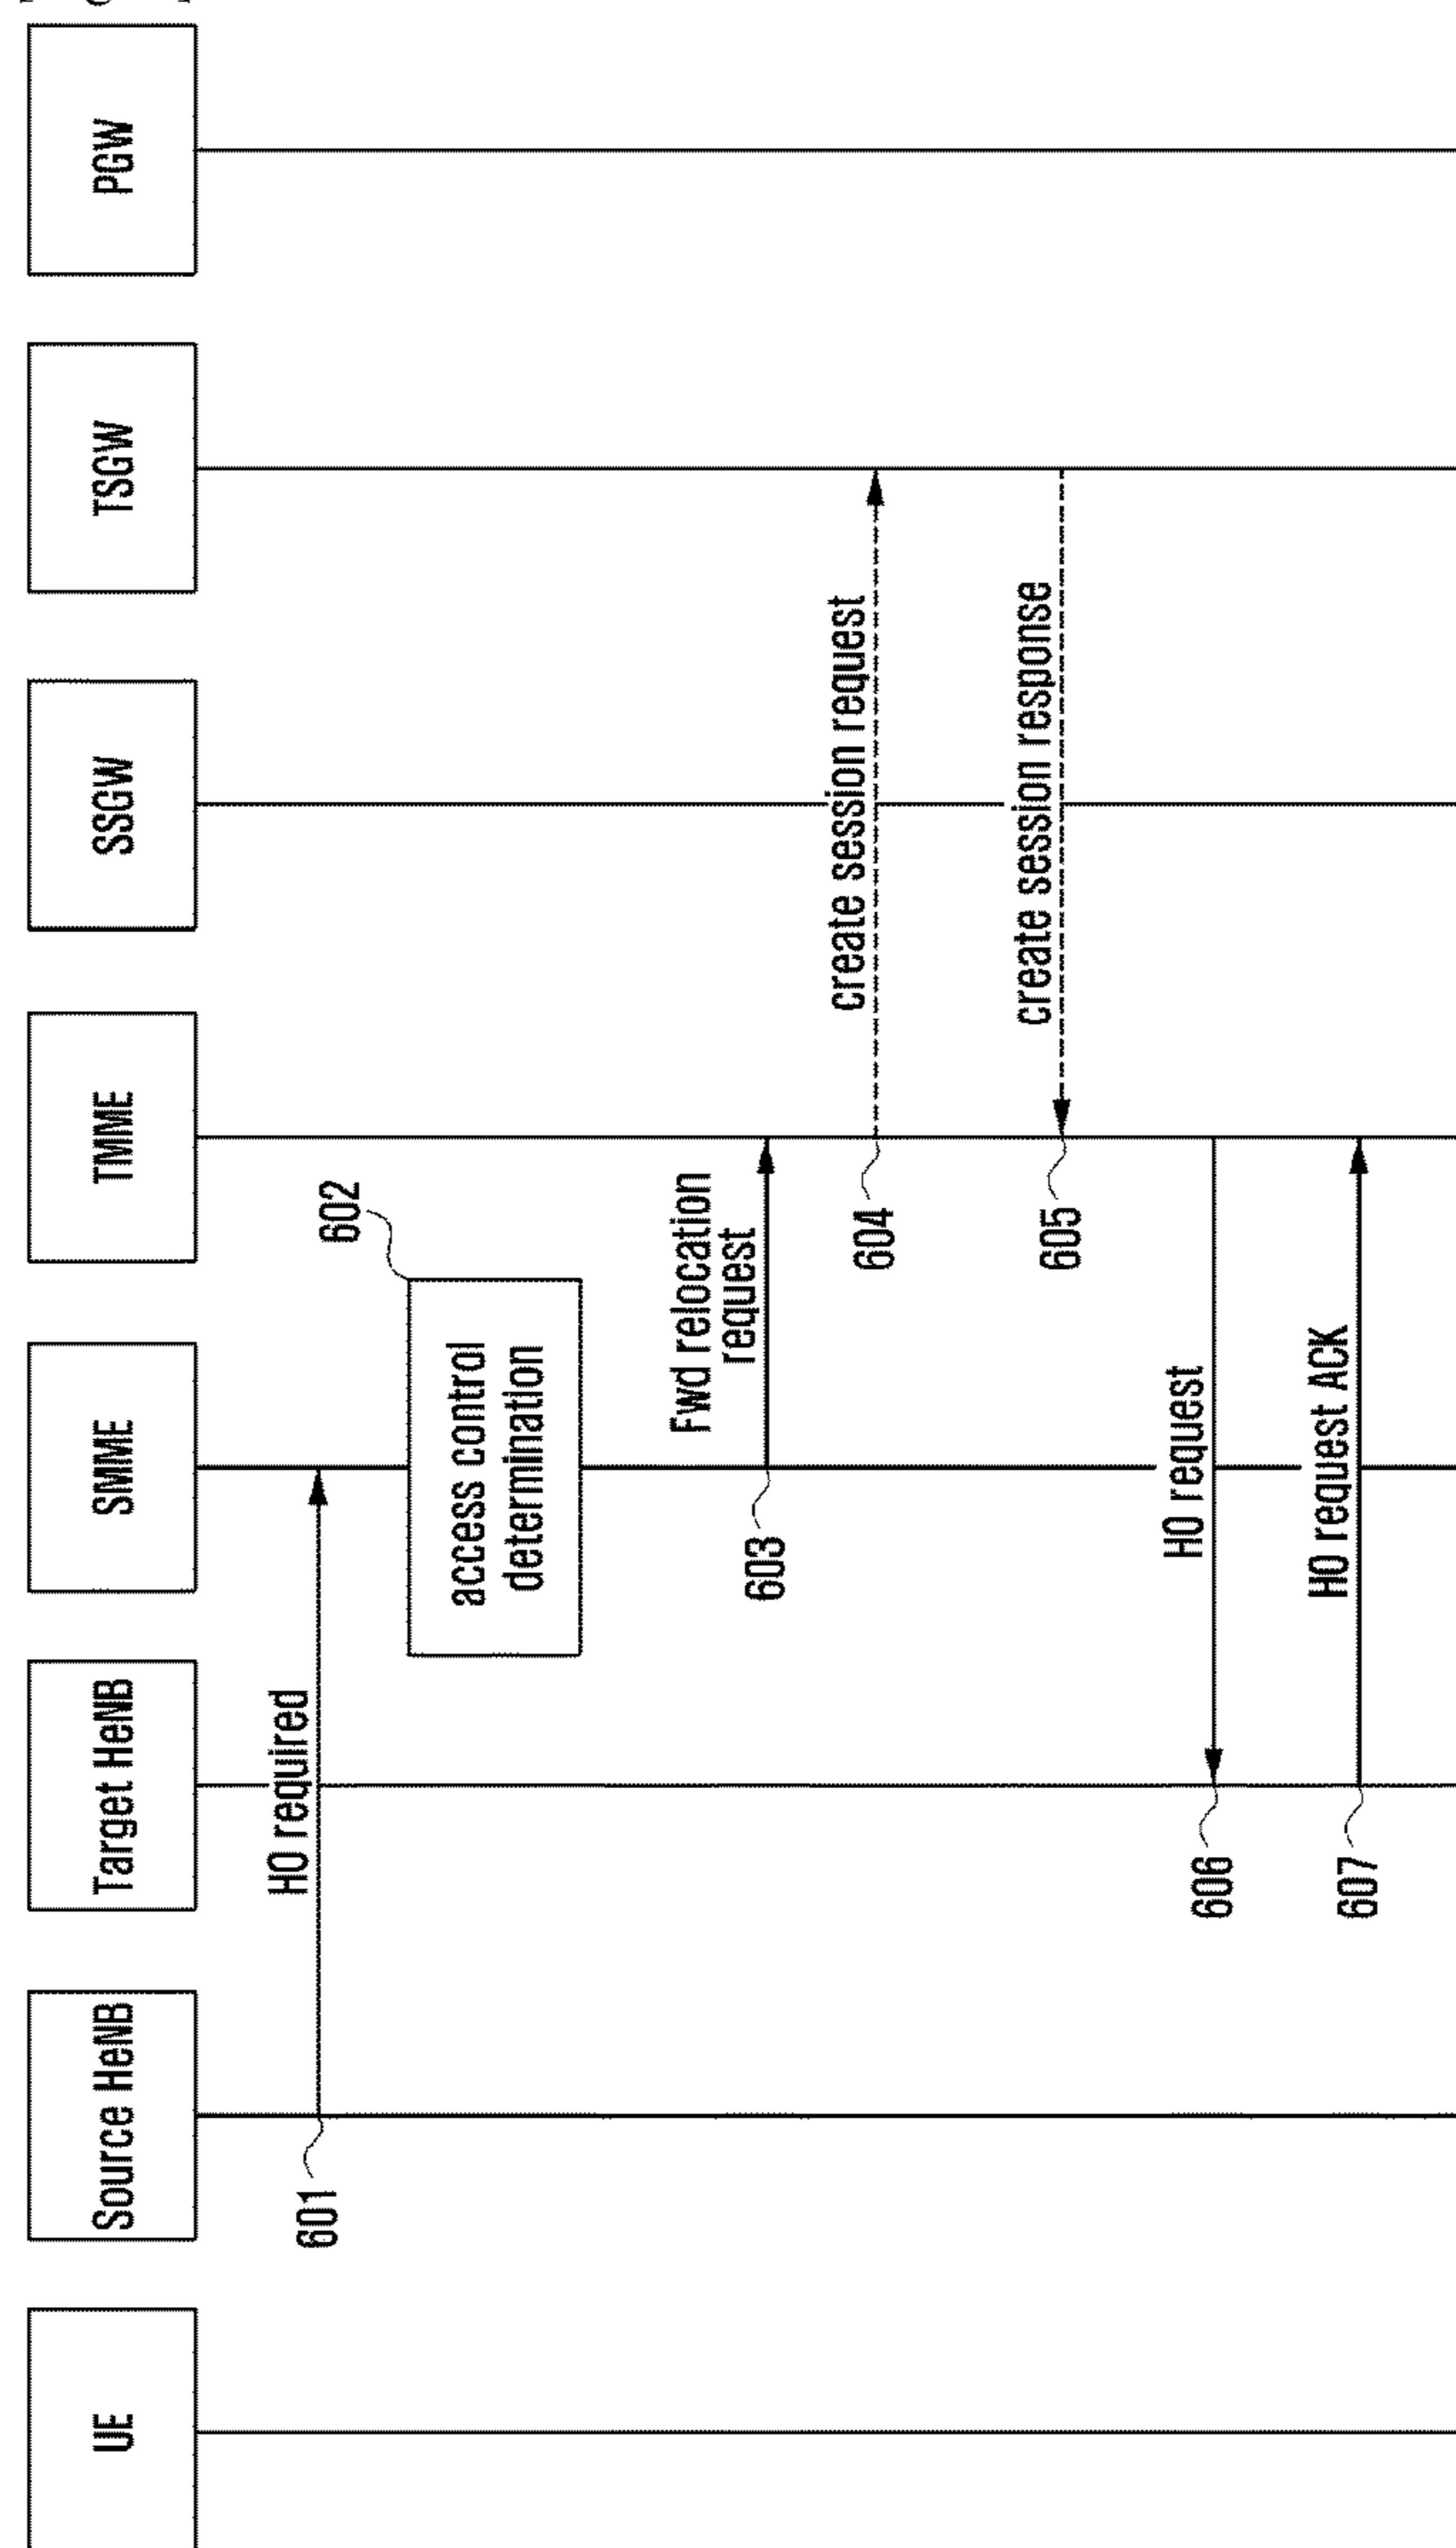 UE
Source HeNB
Target HeNB
SMME
TMME
SSGW
TSGW
PGW
601
HO required
602
access control
determination
Fwd relocation
request
603
create session request
604
create session response
605
HO request
606
HO request ACK
607